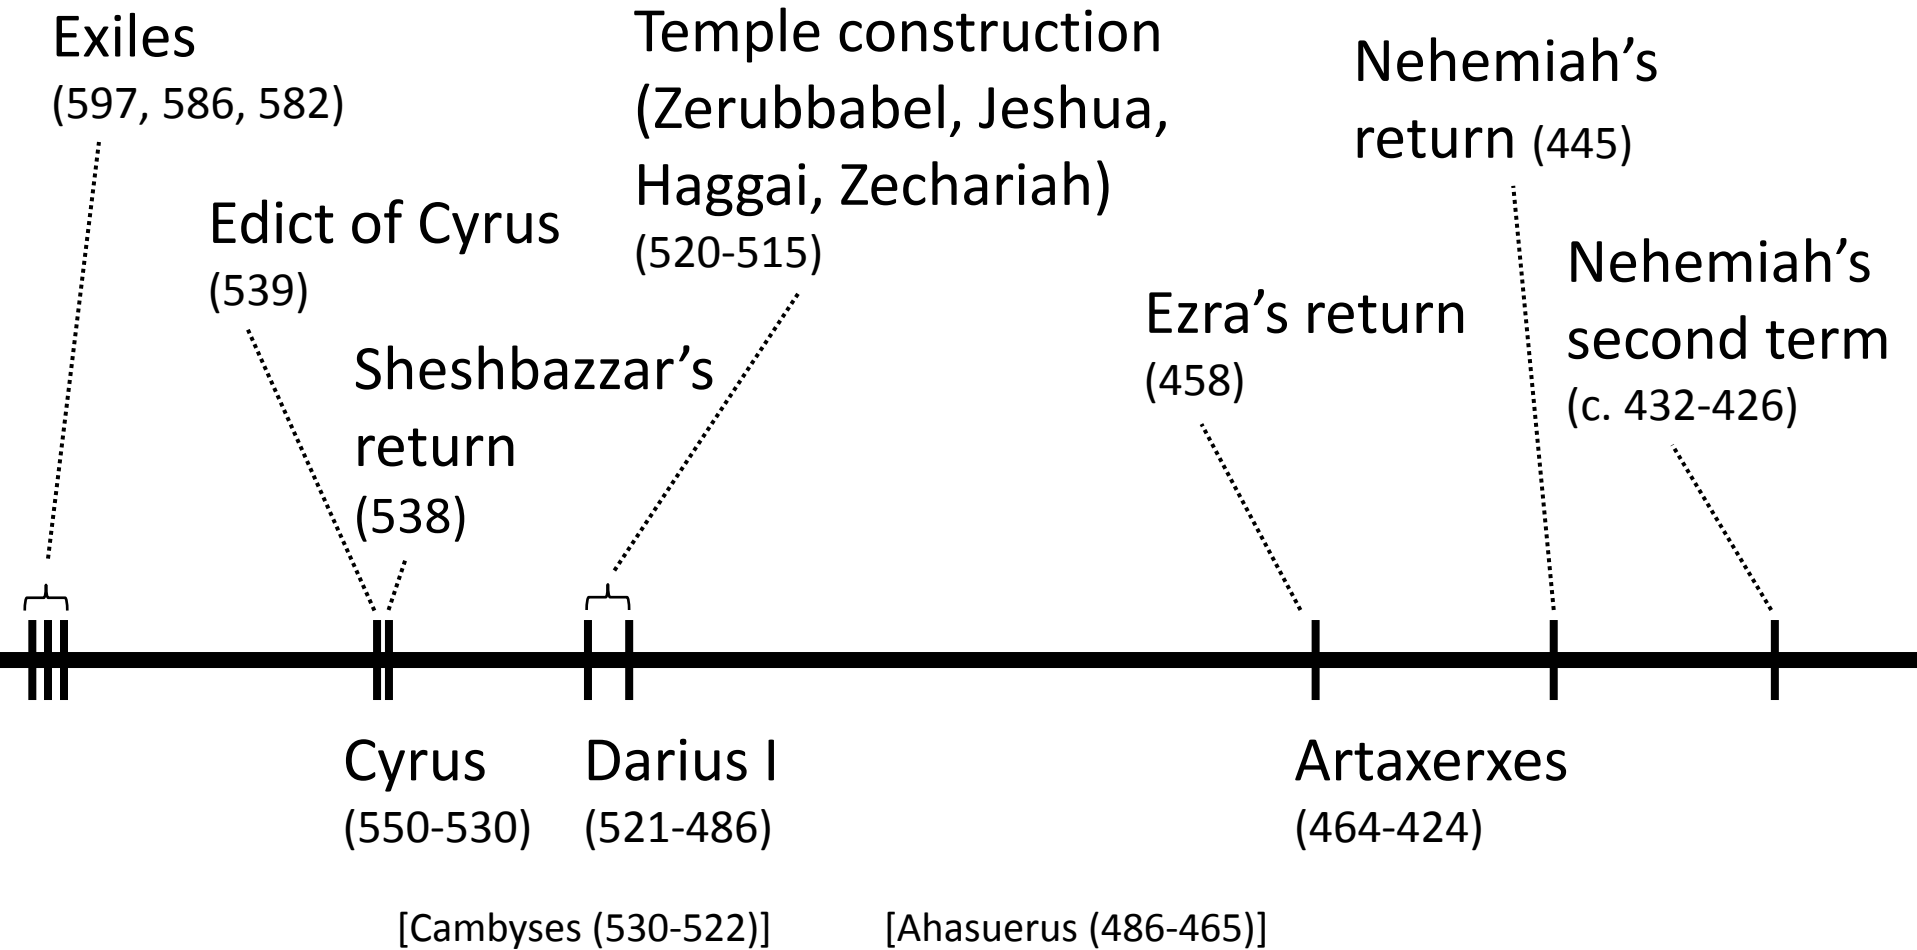 Exiles
(597, 586, 582)
Edict of Cyrus
(539)
Sheshbazzar’s
return
(538)
Temple construction
(Zerubbabel, Jeshua,
Haggai, Zechariah)
(520-515)
Ezra’s return
(458)
Nehemiah’s
return (445)
Nehemiah’s
second term
(c. 432-426)
Cyrus
(550-530)
Darius I
(521-486)
Artaxerxes
(464-424)
[Cambyses (530-522)]
[Ahasuerus (486-465)]